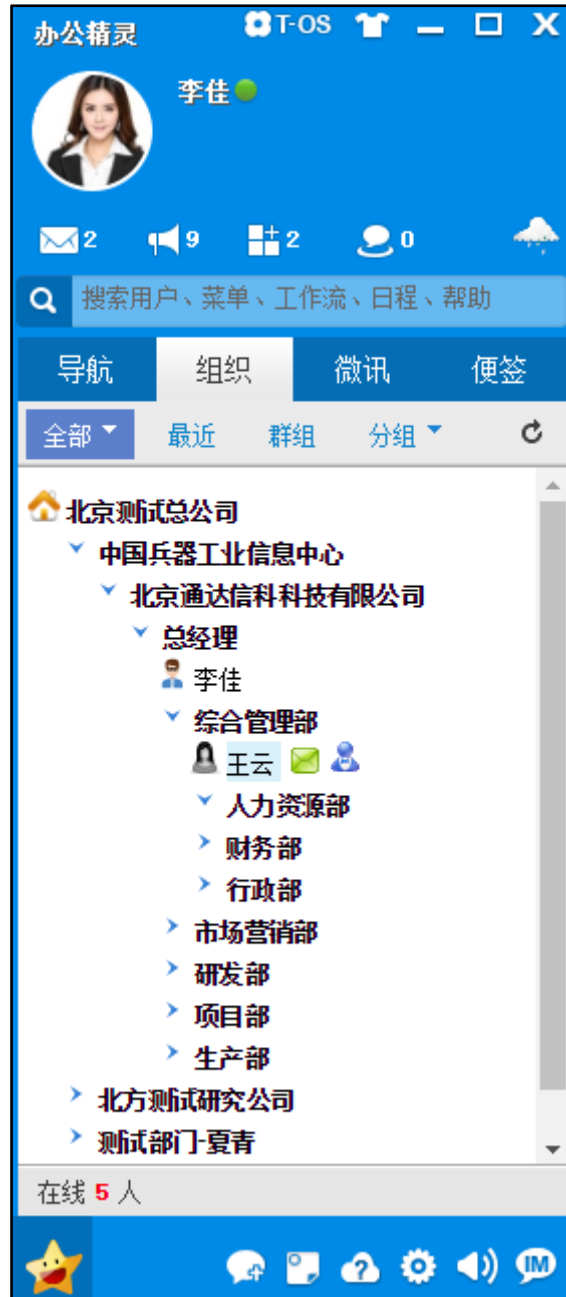 办公精灵 T-OS
李佳
2 9 2 0
搜索用户、菜单、工作流、日程、帮助
导航 组织 微讯 便签
全部 最近 群组 分组
北京测试总公司
中国兵器工业信息中心
北京通达信科科技有限公司
总经理
李佳
综合管理部
王云
人力资源部
财务部
行政部
市场营销部
研发部
项目部
生产部
北方测试研究公司
测试部门-夏青
在线 5 人
IM